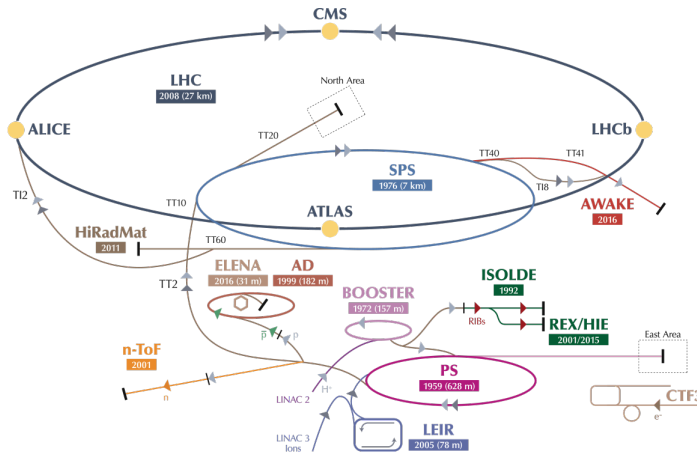 CMS
LHC
2008 (27 km)
North Area
ALICE
LHCb
TT20
TT40
TT41
SPS
1976 (7 km)
TI8
TI2
TT10
AWAKE
2016
ATLAS
HiRadMat
2011
TT60
ELENA
2016 (31 m)
AD
1999 (182 m)
TT2
BOOSTER
1972 (157 m)
ISOLDE
1992
RIBs
REX/HIE
2001/2015
p
p
East Area
n-ToF
2001
n
PS
1959 (628 m)
H+
LINAC 2
CTF3
e-
LINAC 3
Ions
LEIR
2005 (78 m)